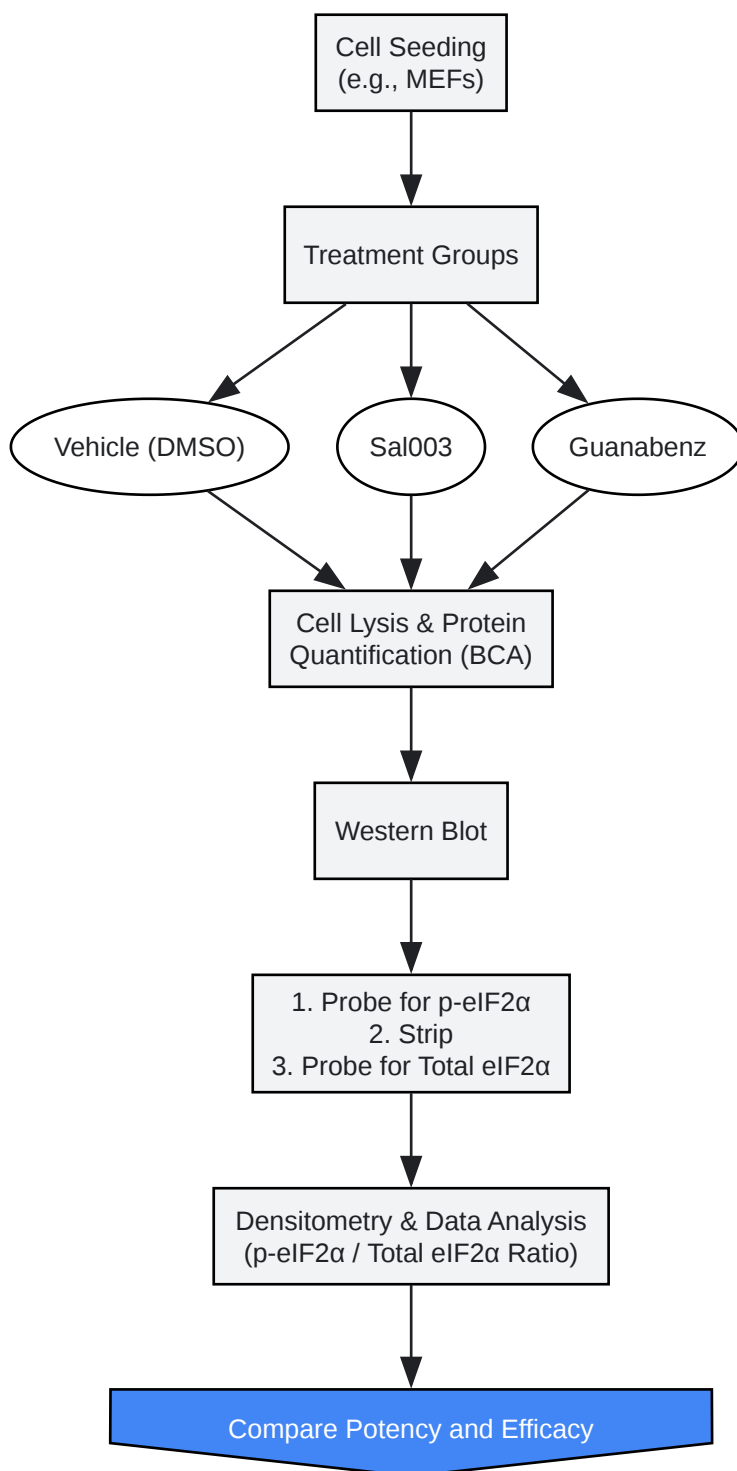 Cell Seeding
(e.g., MEFs)
Treatment Groups
Vehicle (DMSO)
Sal003
Guanabenz
Cell Lysis & Protein
Quantification (BCA)
Western Blot
1. Probe for p-eIF2α
2. Strip
3. Probe for Total eIF2α
Densitometry & Data Analysis
(p-eIF2α / Total eIF2α Ratio)
Compare Potency and Efficacy